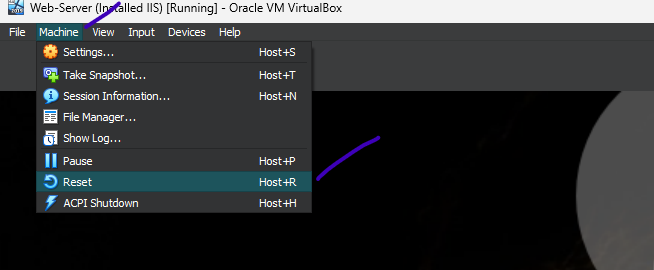 Web-Server (Installed IIS) [Running] - Oracle VM VirtualBox
File Machine View Input Devices Help
Settings... Host+S
Take Snapshot... Host+T
Session Information... Host+N
File Manager...
Show Log...
Pause Host+P
Reset Host+R
ACPI Shutdown Host+H